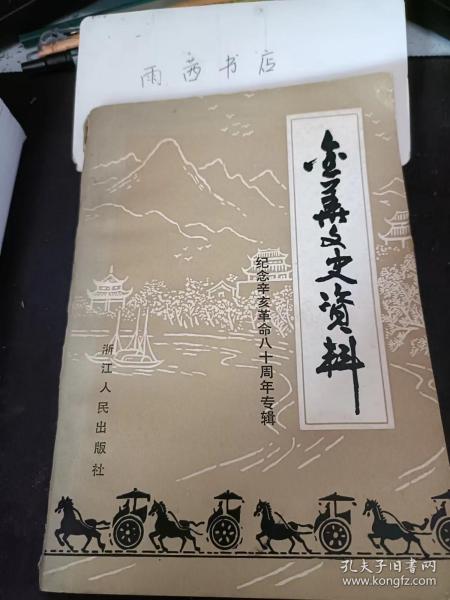 雨茜书店
金华文史资料
纪念辛亥革命八十周年专辑
浙江人民出版社
孔夫子旧书网
www.kongfz.com